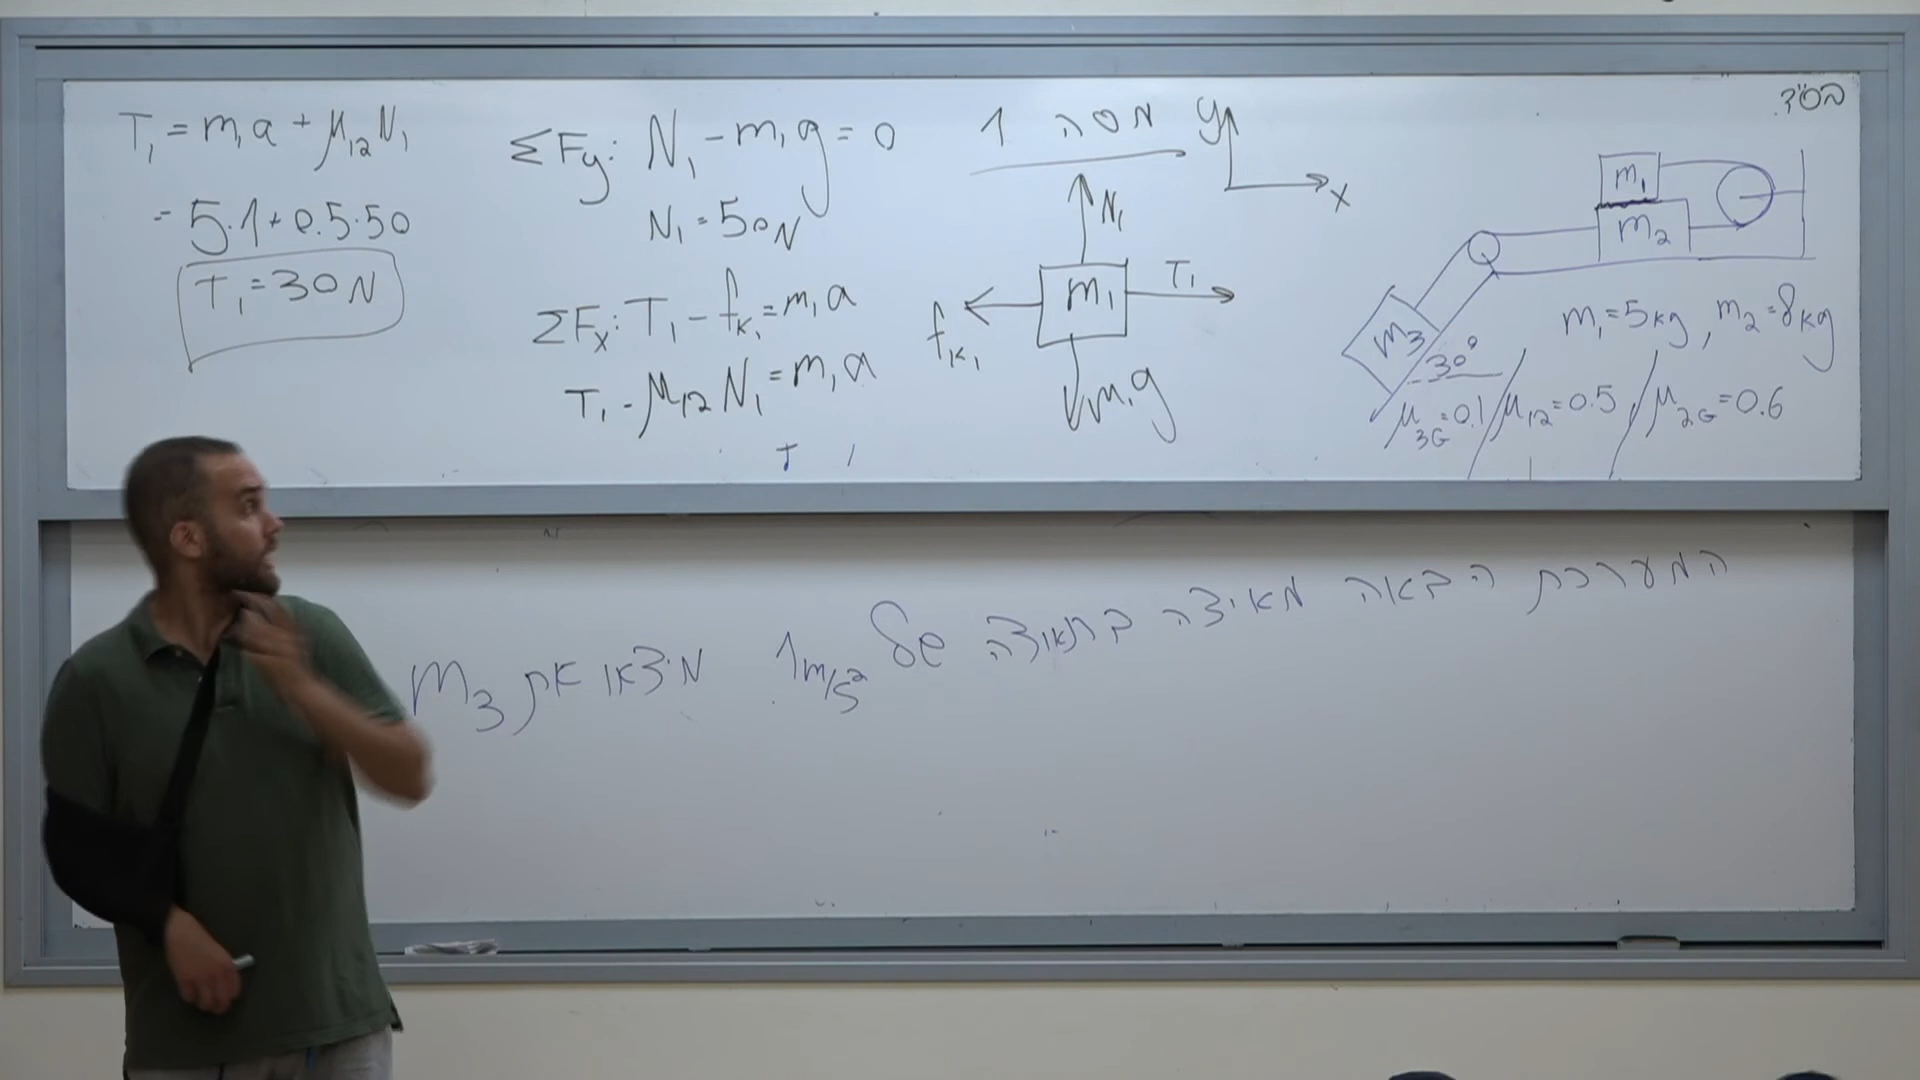 בס"ד
מסה 1
y
x
N₁
T₁
m₁
fₖ₁
m₁g
ΣFy: N₁ - m₁g = 0
N₁ = 50N
ΣFx: T₁ - fₖ₁ = m₁a
T₁ - μ₁₂N₁ = m₁a
T₁ = m₁a + μ₁₂N₁
= 5·1 + 0.5·50
T₁ = 30N
m₁
m₂
m₃
30°
m₁ = 5kg, m₂ = 8kg
μ₃G = 0.1 / μ₁₂ = 0.5 / μ₂G = 0.6
המערכת הבאה מאיצה בתאוצה של 1m/s². מצאו את m₃